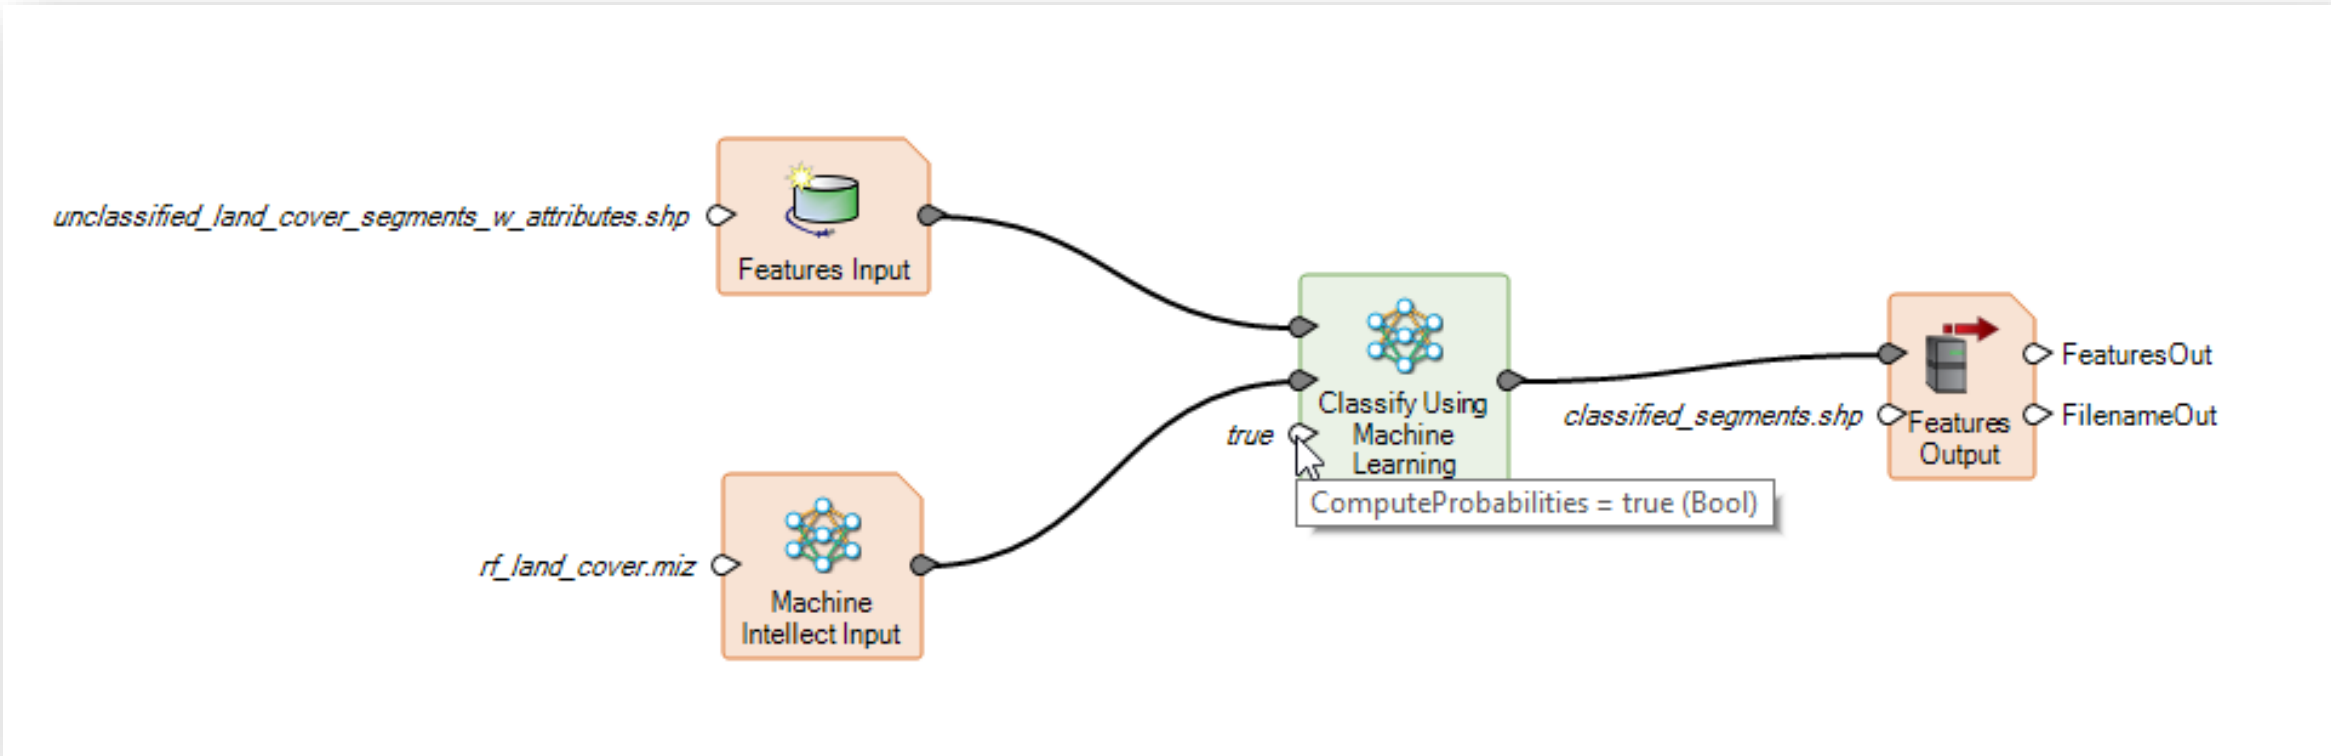 unclassified_land_cover_segments_w_attributes.shp
Features Input
Classify Using
Machine
Learning
true
ComputeProbabilities = true (Bool)
classified_segments.shp
Features
Output
FeaturesOut
FilenameOut
rf_land_cover.miz
Machine
Intellect Input